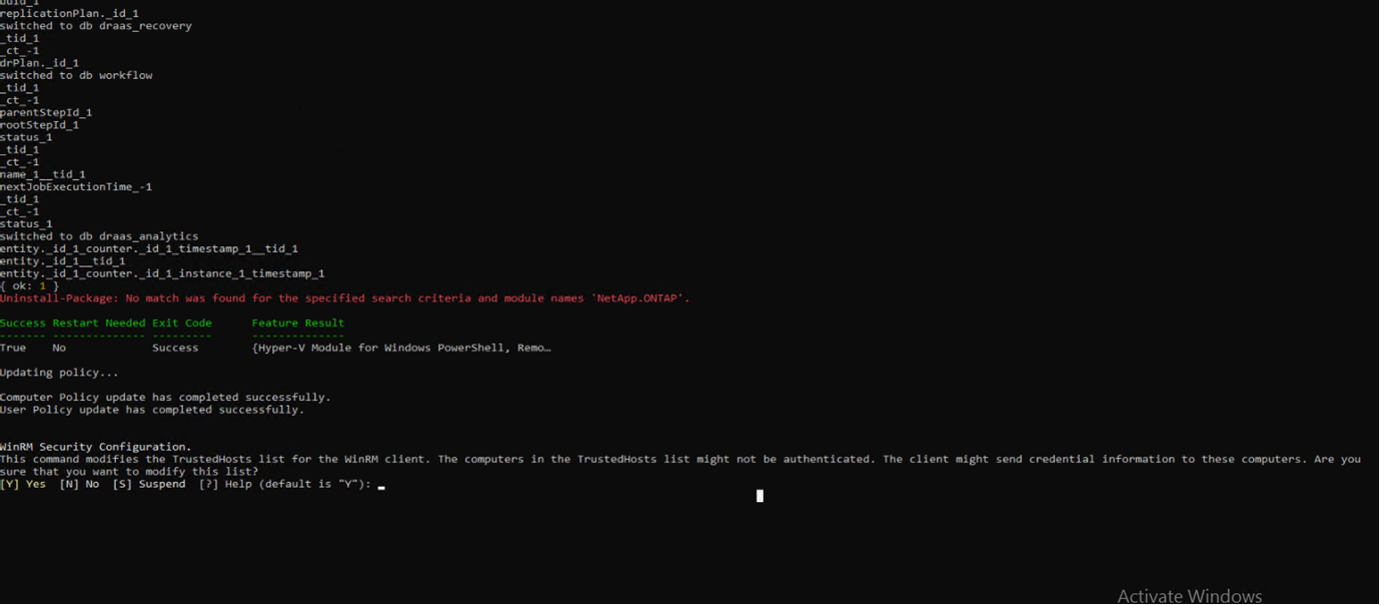 replicationPlan._id_1
switched to db draas_recovery
_tid_1
_ct_-1
drPlan._id_1
switched to db workflow
_tid_1
_ct_-1
parentStepId_1
rootStepId_1
status_1
_tid_1
_ct_-1
name_1__tid_1
nextJobExecutionTime_-1
_tid_1
_ct_-1
status_1
switched to db draas_analytics
entity._id_1_counter._id_1_timestamp_1__tid_1
entity._id_1__tid_1
entity._id_1_counter._id_1_instance_1_timestamp_1
{ ok: 1 }
Uninstall-Package: No match was found for the specified search criteria and module names 'NetApp.ONTAP'.
Success Restart Needed Exit Code      Feature Result
------- -------------- ---------      --------------
True    No             Success        {Hyper-V Module for Windows PowerShell, Remo…
Updating policy...
Computer Policy update has completed successfully.
User Policy update has completed successfully.
WinRM Security Configuration.
This command modifies the TrustedHosts list for the WinRM client. The computers in the TrustedHosts list might not be authenticated. The client might send credential information to these computers. Are you
sure that you want to modify this list?
[Y] Yes  [N] No  [S] Suspend  [?] Help (default is "Y"):
Activate Windows